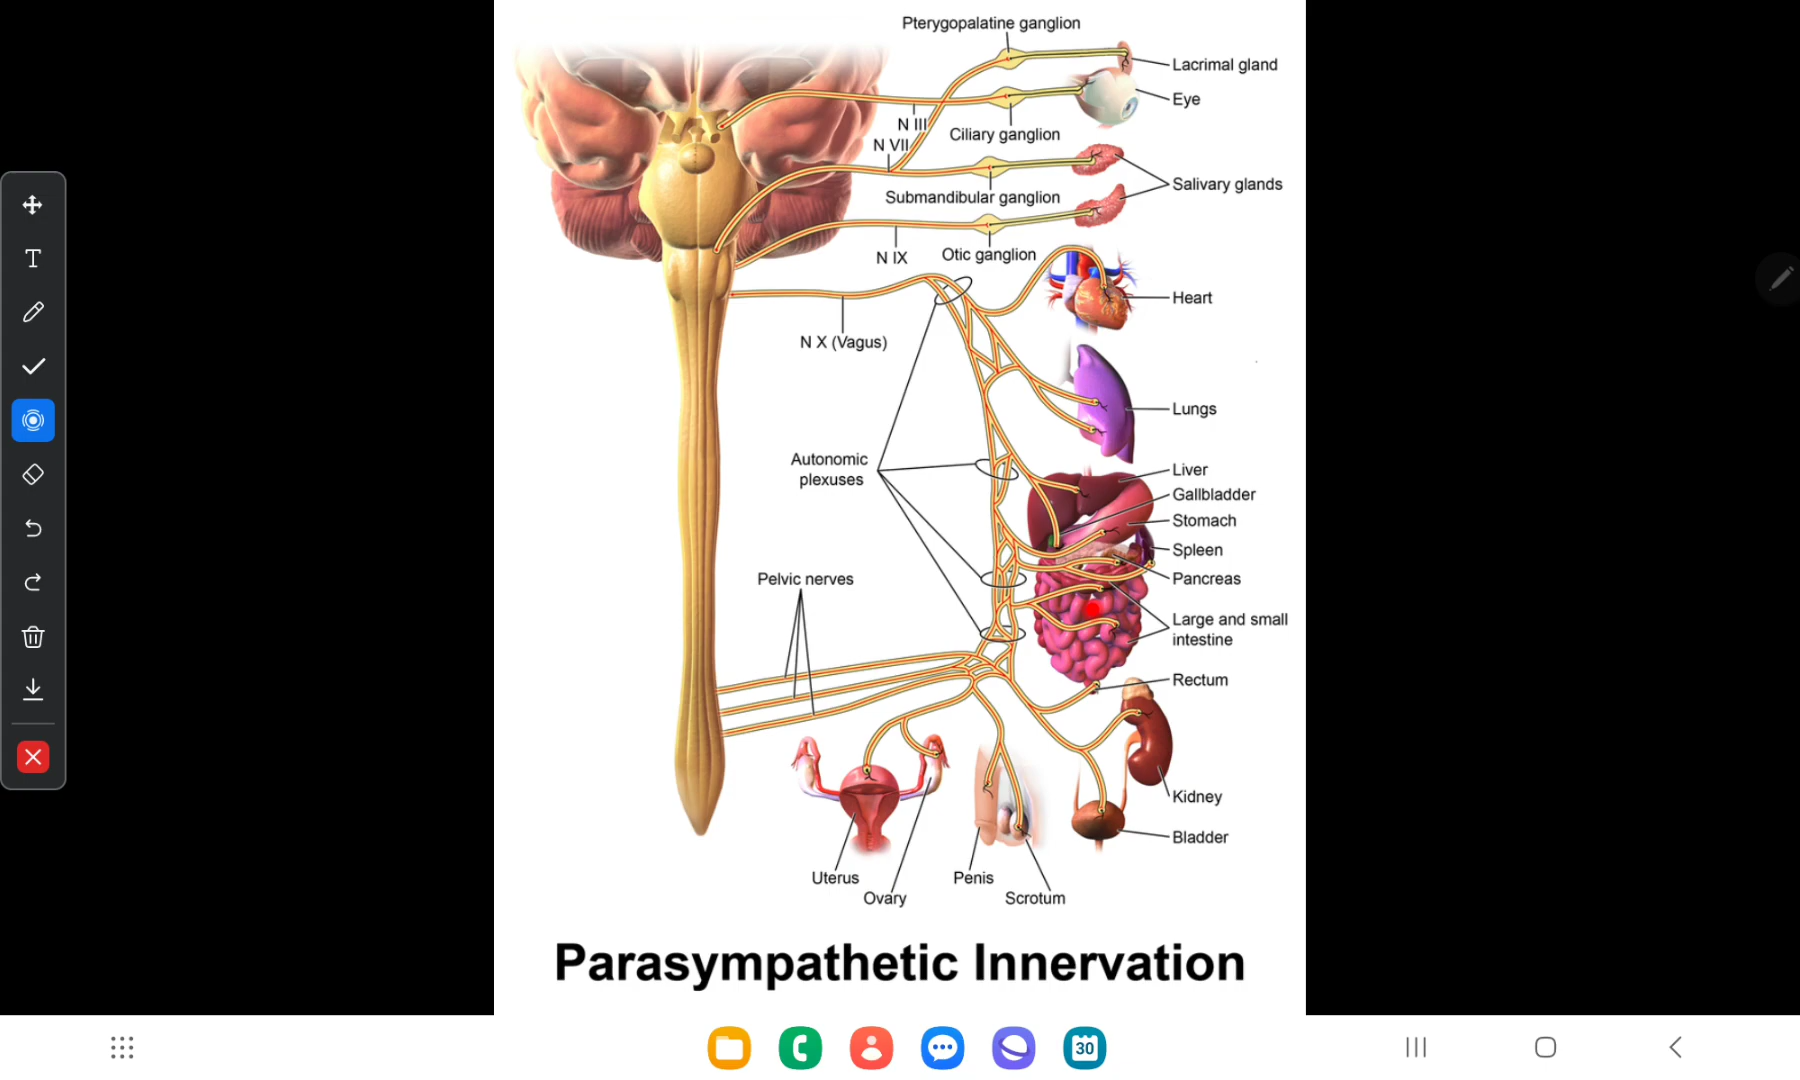 Pterygopalatine ganglion
Lacrimal gland
Eye
N III
Ciliary ganglion
N VII
Salivary glands
Submandibular ganglion
N IX
Otic ganglion
Heart
N X (Vagus)
Lungs
Autonomic
plexuses
Liver
Gallbladder
Stomach
Spleen
Pancreas
Pelvic nerves
Large and small
intestine
Rectum
Kidney
Bladder
Uterus
Ovary
Penis
Scrotum
Parasympathetic Innervation
T
30